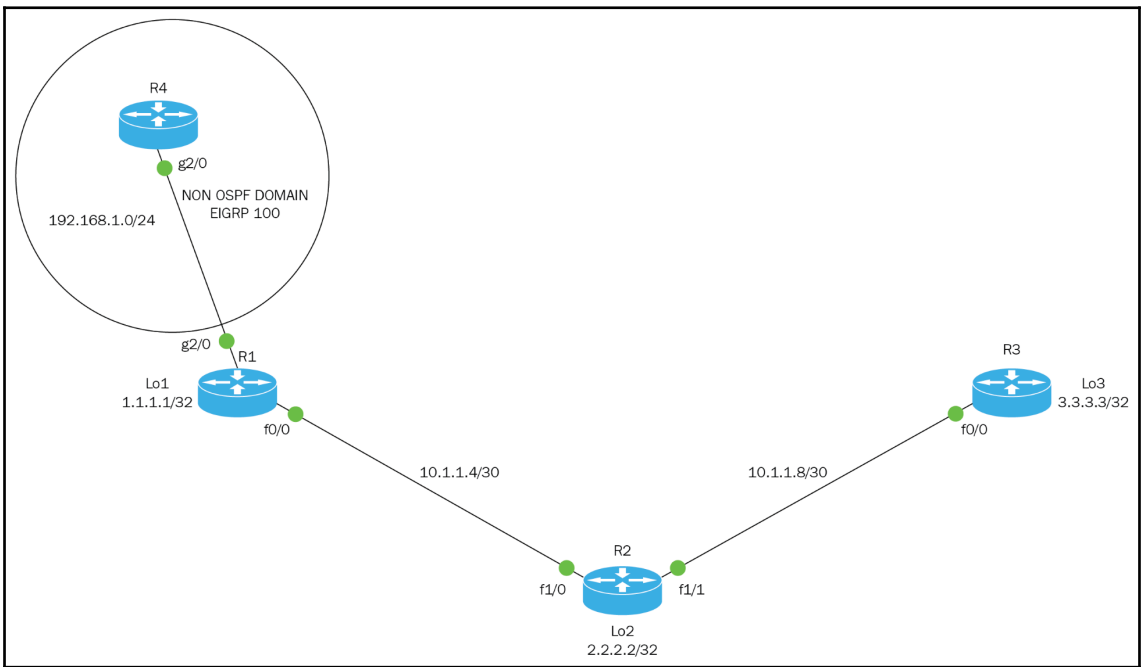 R4
g2/0
NON OSPF DOMAIN
EIGRP 100
192.168.1.0/24
g2/0
R1
Lo1
1.1.1.1/32
f0/0
R3
Lo3
3.3.3.3/32
f0/0
10.1.1.4/30
10.1.1.8/30
R2
f1/0
f1/1
Lo2
2.2.2.2/32